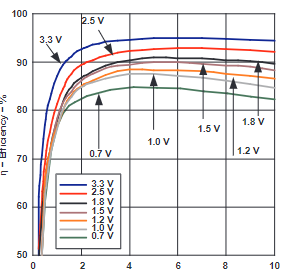 100
2.5 V
3.3 V
90
80
η - Efficiency - %
1.8 V
1.5 V
1.0 V
1.2 V
0.7 V
70
3.3 V
2.5 V
1.8 V
1.5 V
1.2 V
1.0 V
0.7 V
60
50
0 2 4 6 8 10